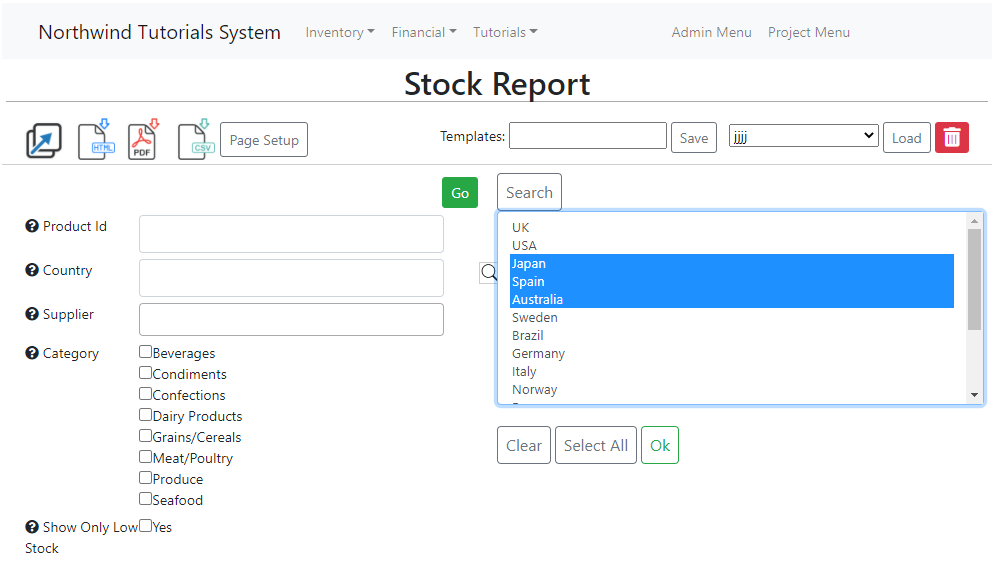 Northwind Tutorials System Inventory Financial Tutorials Admin Menu Project Menu
Stock Report
HTML PDF CSV Page Setup Templates: Save jjjj Load
Go Search
Product Id
Country
Supplier
Category
Beverages
Condiments
Confections
Dairy Products
Grains/Cereals
Meat/Poultry
Produce
Seafood
Show Only Low Yes
Stock
UK
USA
Japan
Spain
Australia
Sweden
Brazil
Germany
Italy
Norway
Clear Select All Ok